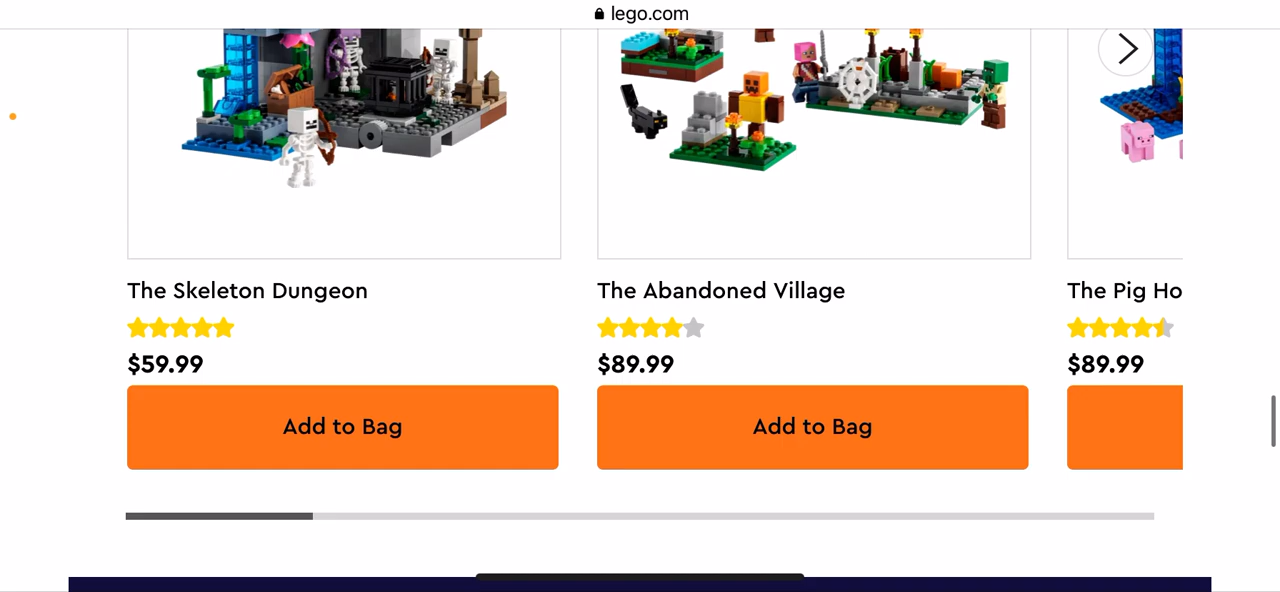 lego.com
The Skeleton Dungeon
$59.99
Add to Bag
The Abandoned Village
$89.99
Add to Bag
The Pig Ho
$89.99